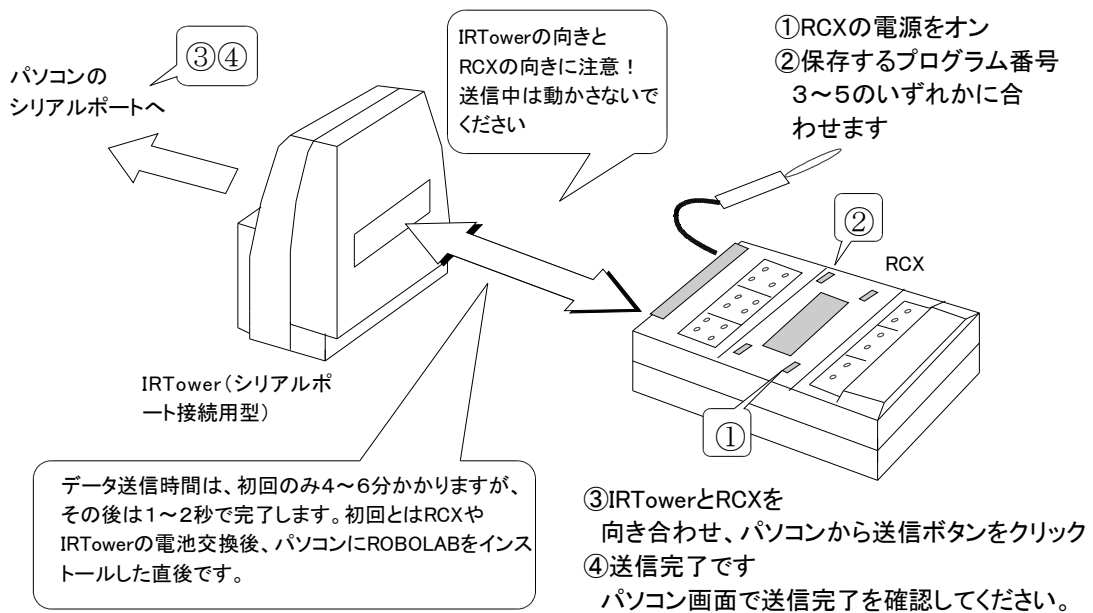 パソコンの
シリアルポートへ
③④
IRTowerの向きと
RCXの向きに注意！
送信中は動かさないで
ください
①RCXの電源をオン
②保存するプログラム番号
３～５のいずれかに合
わせます
②
RCX
IRTower（シリアルポ
ート接続用型）
①
データ送信時間は、初回のみ４～６分かかりますが、
その後は１～２秒で完了します。初回とはRCXや
IRTowerの電池交換後、パソコンにROBOLABをインス
トールした直後です。
③IRTowerとRCXを
向き合わせ、パソコンから送信ボタンをクリック
④送信完了です
パソコン画面で送信完了を確認してください。